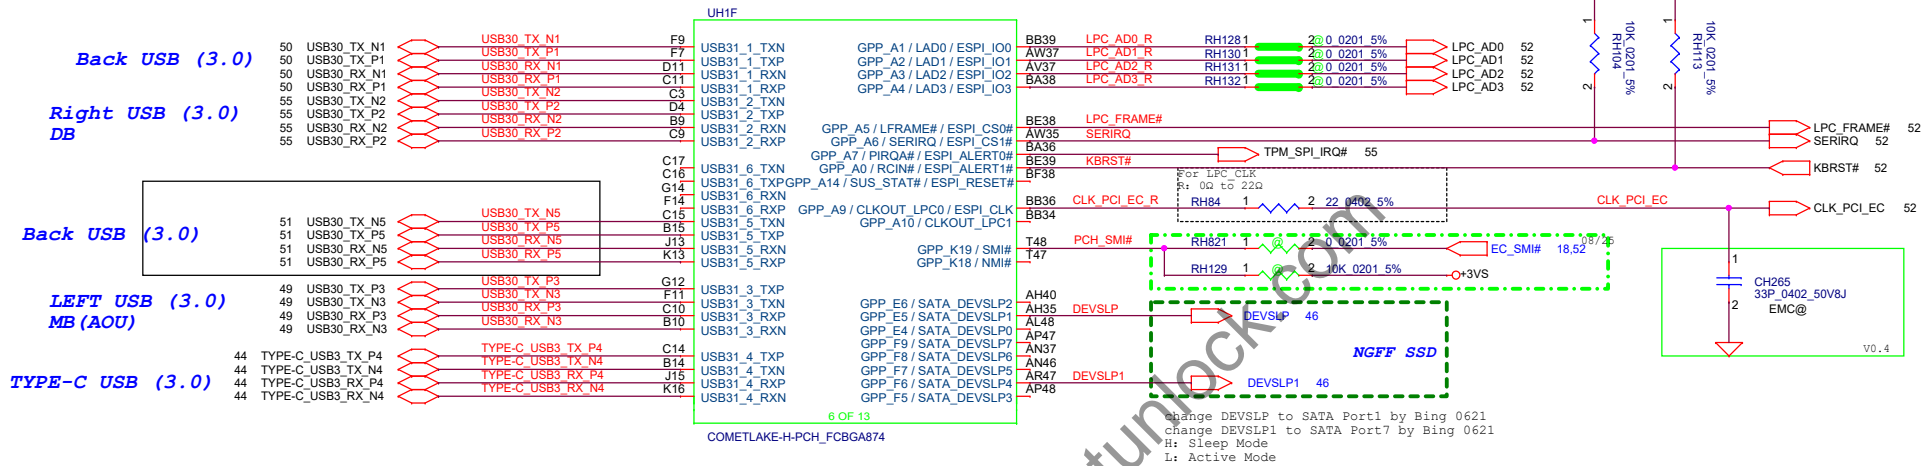 UH1F
Back USB (3.0)
50 USB30_TX_N1 USB30_TX_N1 F9 USB31_1_TXN
50 USB30_TX_P1 USB30_TX_P1 F7 USB31_1_TXP
50 USB30_RX_N1 USB30_RX_N1 D11 USB31_1_RXN
50 USB30_RX_P1 USB30_RX_P1 C11 USB31_1_RXP
Right USB (3.0)
DB
55 USB30_TX_N2 USB30_TX_N2 C3 USB31_2_TXN
55 USB30_TX_P2 USB30_TX_P2 D4 USB31_2_TXP
55 USB30_RX_N2 USB30_RX_N2 B9 USB31_2_RXN
55 USB30_RX_P2 USB30_RX_P2 C9 USB31_2_RXP
C17 USB31_6_TXN
C16 USB31_6_TXP
G14 USB31_6_RXN
F14 USB31_6_RXP
Back USB (3.0)
51 USB30_TX_N5 USB30_TX_N5 C15 USB31_5_TXN
51 USB30_TX_P5 USB30_TX_P5 B15 USB31_5_TXP
51 USB30_RX_N5 USB30_RX_N5 J13 USB31_5_RXN
51 USB30_RX_P5 USB30_RX_P5 K13 USB31_5_RXP
LEFT USB (3.0)
MB(AOU)
49 USB30_TX_P3 USB30_TX_P3 G12 USB31_3_TXP
49 USB30_TX_N3 USB30_TX_N3 F11 USB31_3_TXN
49 USB30_RX_P3 USB30_RX_P3 C10 USB31_3_RXP
49 USB30_RX_N3 USB30_RX_N3 B10 USB31_3_RXN
TYPE-C USB (3.0)
44 TYPE-C_USB3_TX_P4 TYPE-C_USB3_TX_P4 C14 USB31_4_TXP
44 TYPE-C_USB3_TX_N4 TYPE-C_USB3_TX_N4 B14 USB31_4_TXN
44 TYPE-C_USB3_RX_P4 TYPE-C_USB3_RX_P4 J15 USB31_4_RXP
44 TYPE-C_USB3_RX_N4 TYPE-C_USB3_RX_N4 K16 USB31_4_RXN
GPP_A1 / LAD0 / ESPI_IO0 BB39 LPC_AD0_R RH128 1 2 @ 0_0201_5% LPC_AD0 52
GPP_A2 / LAD1 / ESPI_IO1 AW37 LPC_AD1_R RH130 1 2 @ 0_0201_5% LPC_AD1 52
GPP_A3 / LAD2 / ESPI_IO2 AV37 LPC_AD2_R RH131 1 2 @ 0_0201_5% LPC_AD2 52
GPP_A4 / LAD3 / ESPI_IO3 BA38 LPC_AD3_R RH132 1 2 @ 0_0201_5% LPC_AD3 52
1 2 RH104 10K_0201_5%
1 2 RH113 10K_0201_5%
GPP_A5 / LFRAME# / ESPI_CS0# BE38 LPC_FRAME# LPC_FRAME# 52
GPP_A6 / SERIRQ / ESPI_CS1# AW35 SERIRQ SERIRQ 52
GPP_A7 / PIRQA# / ESPI_ALERT0# BA36 TPM_SPI_IRQ# 55
GPP_A0 / RCIN# / ESPI_ALERT1# BE39 KBRST# KBRST# 52
GPP_A14 / SUS_STAT# / ESPI_RESET# BF38
For LPC_CLK
R: 0Ω to 22Ω
GPP_A9 / CLKOUT_LPC0 / ESPI_CLK BB36 CLK_PCI_EC_R RH84 1 2 22_0402_5% CLK_PCI_EC CLK_PCI_EC 52
GPP_A10 / CLKOUT_LPC1 BB34
GPP_K19 / SMI# T48 PCH_SMI# RH821 1 @ 2 0_0201_5% EC_SMI# 18,52
08/25
GPP_K18 / NMI# T47
RH129 1 @ 2 10K_0201_5% +3VS
1
CH265
33P_0402_50V8J
2
EMC@
V0.4
GPP_E6 / SATA_DEVSLP2 AH40
GPP_E5 / SATA_DEVSLP1 AH35 DEVSLP DEVSLP 46
GPP_E4 / SATA_DEVSLP0 AL48
GPP_F9 / SATA_DEVSLP7 AP47
GPP_F8 / SATA_DEVSLP6 AN37
GPP_F7 / SATA_DEVSLP5 AN46
GPP_F6 / SATA_DEVSLP4 AR47 DEVSLP1 DEVSLP1 46
GPP_F5 / SATA_DEVSLP3 AP48
NGFF SSD
6 OF 13
COMETLAKE-H-PCH_FCBGA874
change DEVSLP to SATA Port1 by Bing 0621
change DEVSLP1 to SATA Port7 by Bing 0621
H: Sleep Mode
L: Active Mode
tunlock.com